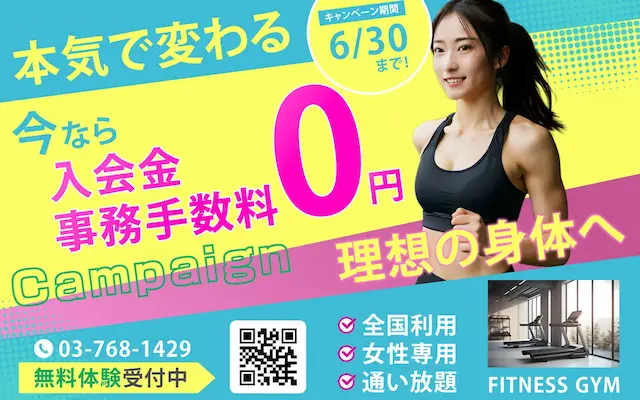 本気で変わる
キャンペーン期間
6/30
まで!
今なら
入会金
事務手数料
0円
Campaign
理想の身体へ
03-768-1429
無料体験受付中
全国利用
女性専用
通い放題
FITNESS GYM